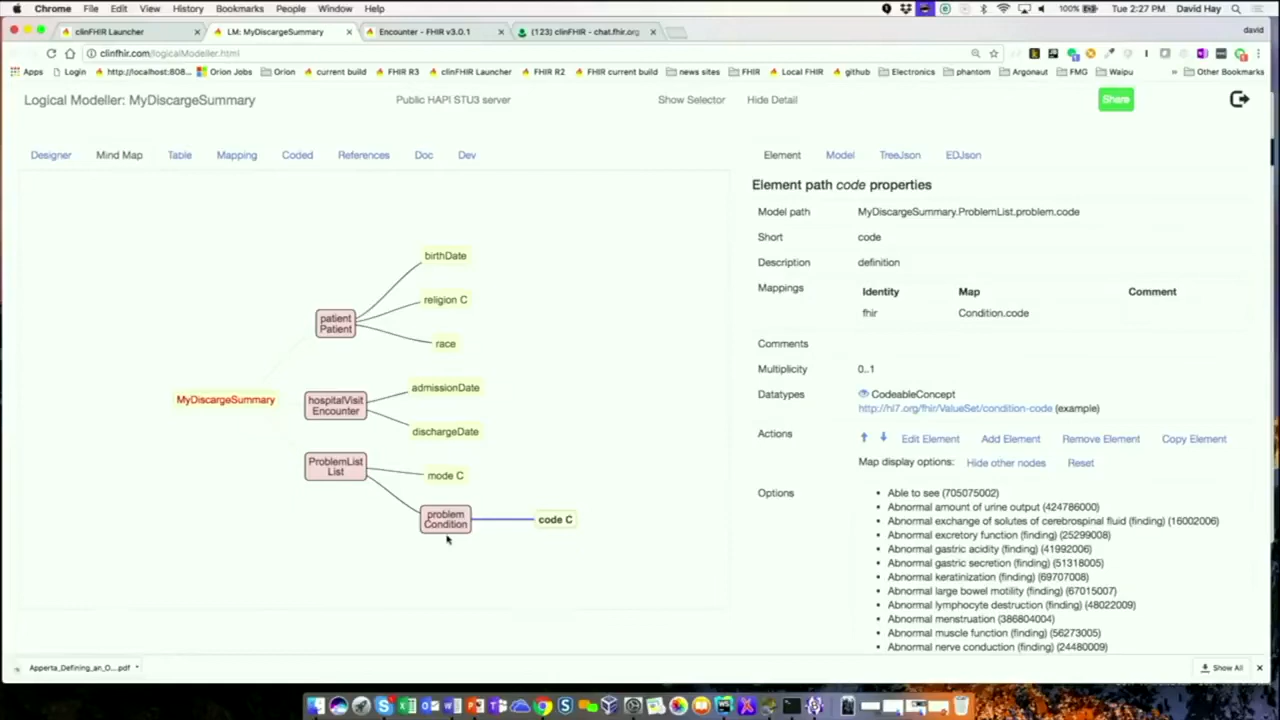 Chrome File Edit View History Bookmarks People Window Help 100% Tue 2:27 PM David Hay
clinFHIR Launcher LM: MyDiscargeSummary Encounter - FHIR v3.0.1 (123) clinFHIR - chat.fhir.org david
clinfhir.com/logicalModeller.html
Apps Login http://localhost:808... Orion Jobs Orion current build FHIR R3 clinFHIR Launcher FHIR R2 FHIR current build news sites FHIR Local FHIR github Electronics phantom Argonaut FMG Waipu » Other Bookmarks
Logical Modeller: MyDiscargeSummary Public HAPI STU3 server Show Selector Hide Detail Share
Designer Mind Map Table Mapping Coded References Doc Dev Element Model TreeJson EDJson
Element path code properties
Model path MyDiscargeSummary.ProblemList.problem.code
Short code
Description definition
Mappings Identity Map Comment
fhir Condition.code
Comments
Multiplicity 0..1
Datatypes CodeableConcept
http://hl7.org/fhir/ValueSet/condition-code (example)
Actions Edit Element Add Element Remove Element Copy Element
Map display options: Hide other nodes Reset
Options • Able to see (705075002)
• Abnormal amount of urine output (424786000)
• Abnormal exchange of solutes of cerebrospinal fluid (finding) (16002006)
• Abnormal excretory function (finding) (25299008)
• Abnormal gastric acidity (finding) (41992006)
• Abnormal gastric secretion (finding) (51318005)
• Abnormal keratinization (finding) (69707008)
• Abnormal large bowel motility (finding) (67015007)
• Abnormal lymphocyte destruction (finding) (48022009)
• Abnormal menstruation (finding) (386804004)
• Abnormal muscle function (finding) (56273005)
• Abnormal nerve conduction (finding) (24480009)
birthDate
religion C
patient
Patient
race
admissionDate
MyDiscargeSummary
hospitalVisit
Encounter
dischargeDate
ProblemList
List
mode C
problem
Condition
code C
Apperta_Defining_an_O....pdf Show All